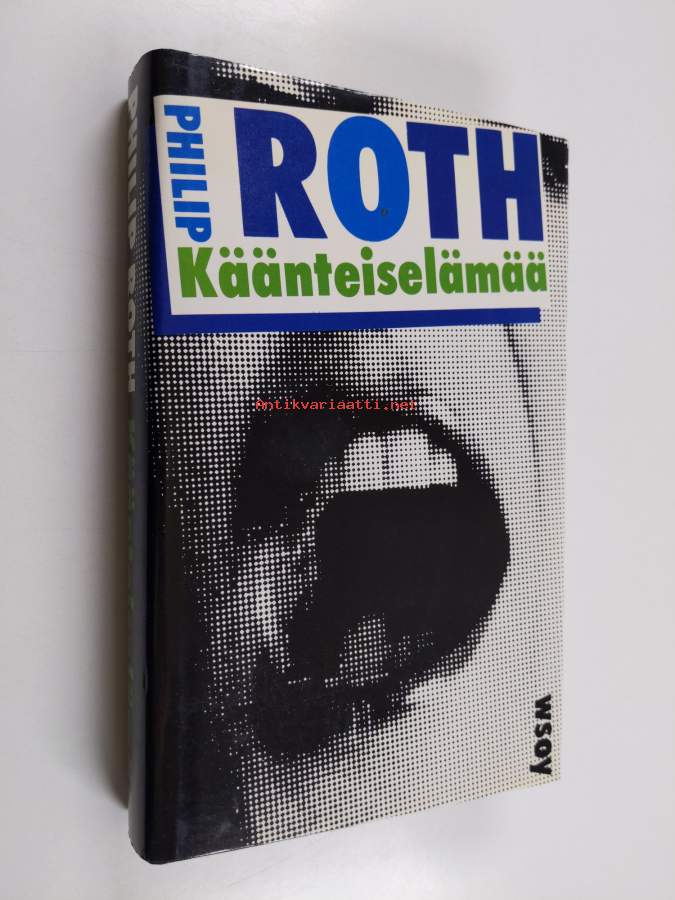 PHILIP
ROTH
Käänteiselämää
Antikvariaatti.net
wsoy
PHILIP ROTH